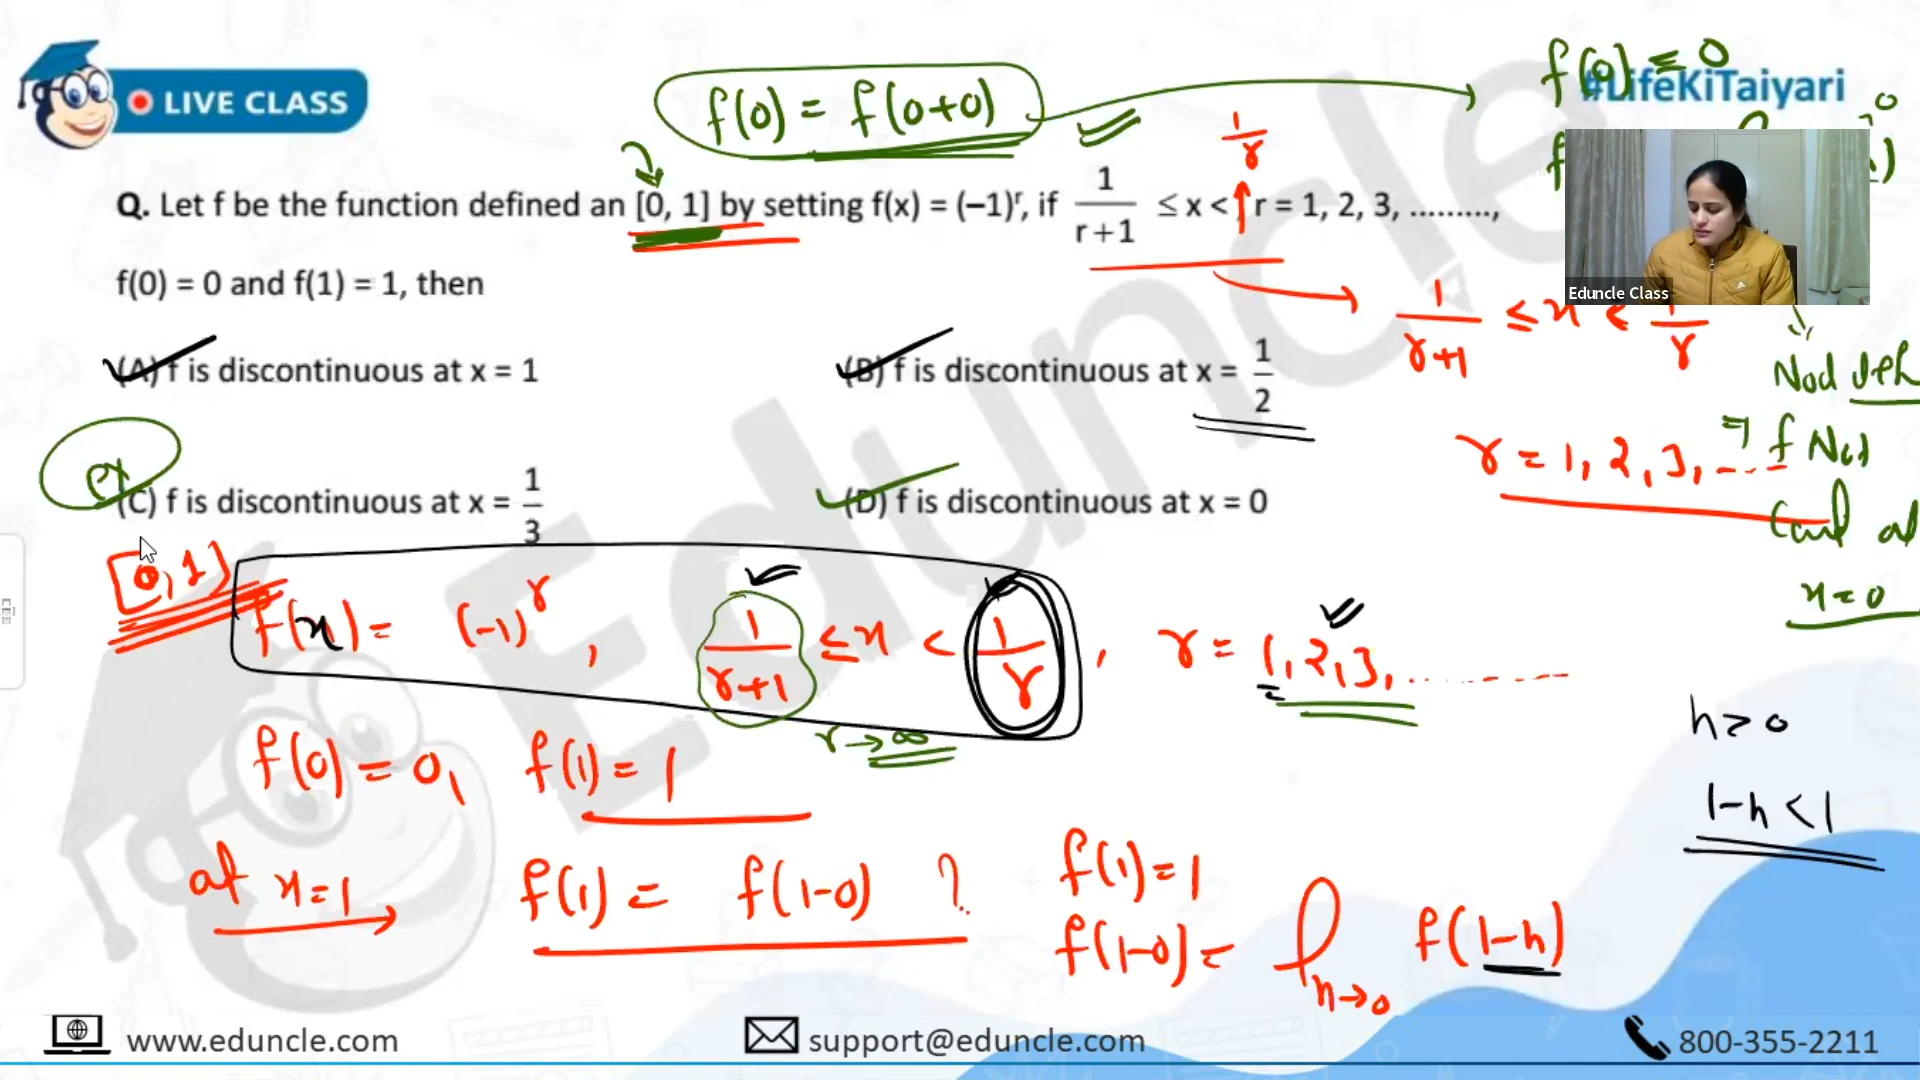 LIVE CLASS
f(0) = f(0+0)
f(0) = 0
#LifeKiTaiyari
1/r
Q. Let f be the function defined an [0, 1] by setting f(x) = (−1)^r, if 1/(r+1) ≤ x < r = 1, 2, 3, ………,
Eduncle Class
f(0) = 0 and f(1) = 1, then
1/(r+1) ≤ x < 1/r
(A) f is discontinuous at x = 1
(B) f is discontinuous at x = 1/2
r = 1, 2, 3, ----
⇒ f Not
x = 0
(C) f is discontinuous at x = 1/3
(D) f is discontinuous at x = 0
[0, 1]
f(x) = (-1)^r , 1/(r+1) ≤ x < 1/r , r = 1, 2, 3, ........
r → ∞
f(0) = 0, f(1) = 1
h > 0
1-h < 1
at x = 1 f(1) = f(1-0) ?
f(1) = 1
f(1-0) = h→0 f(1-h)
Eduncle
www.eduncle.com
support@eduncle.com
800-355-2211